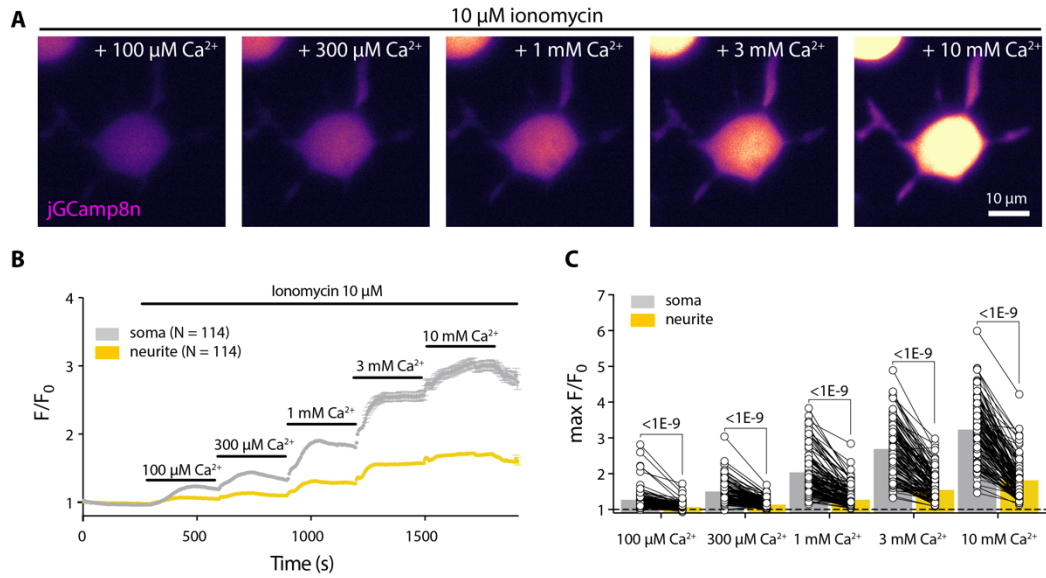 A
10 µM ionomycin
+ 100 µM Ca²⁺
+ 300 µM Ca²⁺
+ 1 mM Ca²⁺
+ 3 mM Ca²⁺
+ 10 mM Ca²⁺
jGCamp8n
10 µm
B
Ionomycin 10 µM
4
3
2
1
F/F₀
soma (N = 114)
neurite (N = 114)
100 µM Ca²⁺
300 µM Ca²⁺
1 mM Ca²⁺
3 mM Ca²⁺
10 mM Ca²⁺
0
500
1000
1500
Time (s)
C
7
6
5
4
3
2
1
max F/F₀
soma
neurite
<1E-9
<1E-9
<1E-9
<1E-9
<1E-9
100 µM Ca²⁺
300 µM Ca²⁺
1 mM Ca²⁺
3 mM Ca²⁺
10 mM Ca²⁺